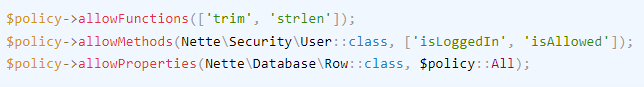 $policy->allowFunctions(['trim', 'strlen']);
$policy->allowMethods(Nette\Security\User::class, ['isLoggedIn', 'isAllowed']);
$policy->allowProperties(Nette\Database\Row::class, $policy::All);